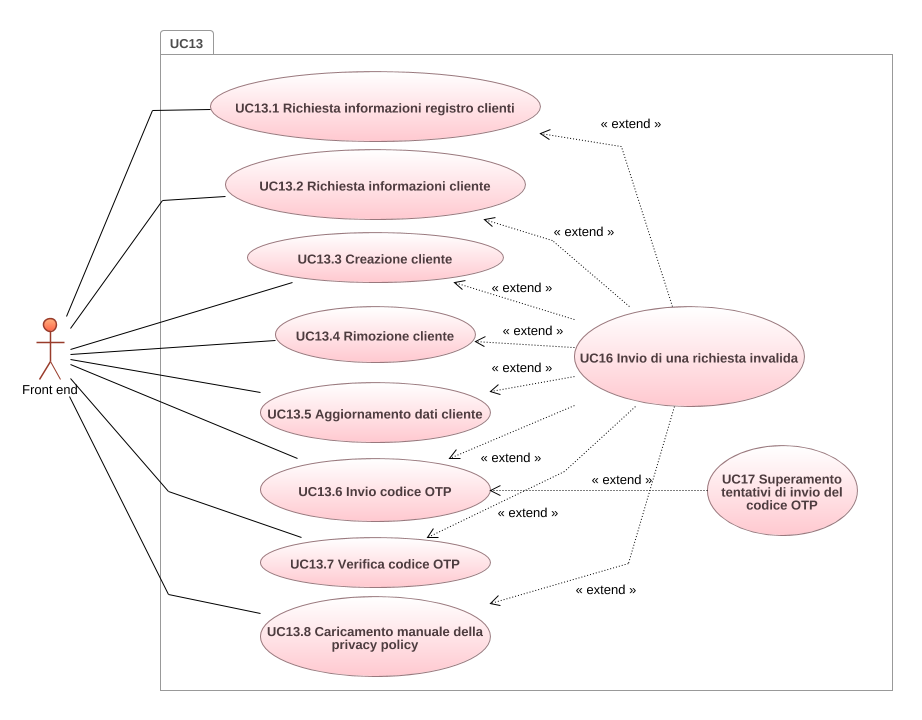 UC13
UC13.1 Richiesta informazioni registro clienti
« extend »
UC13.2 Richiesta informazioni cliente
« extend »
UC13.3 Creazione cliente
« extend »
UC13.4 Rimozione cliente
« extend »
UC16 Invio di una richiesta invalida
« extend »
Front end
UC13.5 Aggiornamento dati cliente
« extend »
UC13.6 Invio codice OTP
« extend »
UC17 Superamento
tentativi di invio del
codice OTP
« extend »
UC13.7 Verifica codice OTP
« extend »
UC13.8 Caricamento manuale della
privacy policy